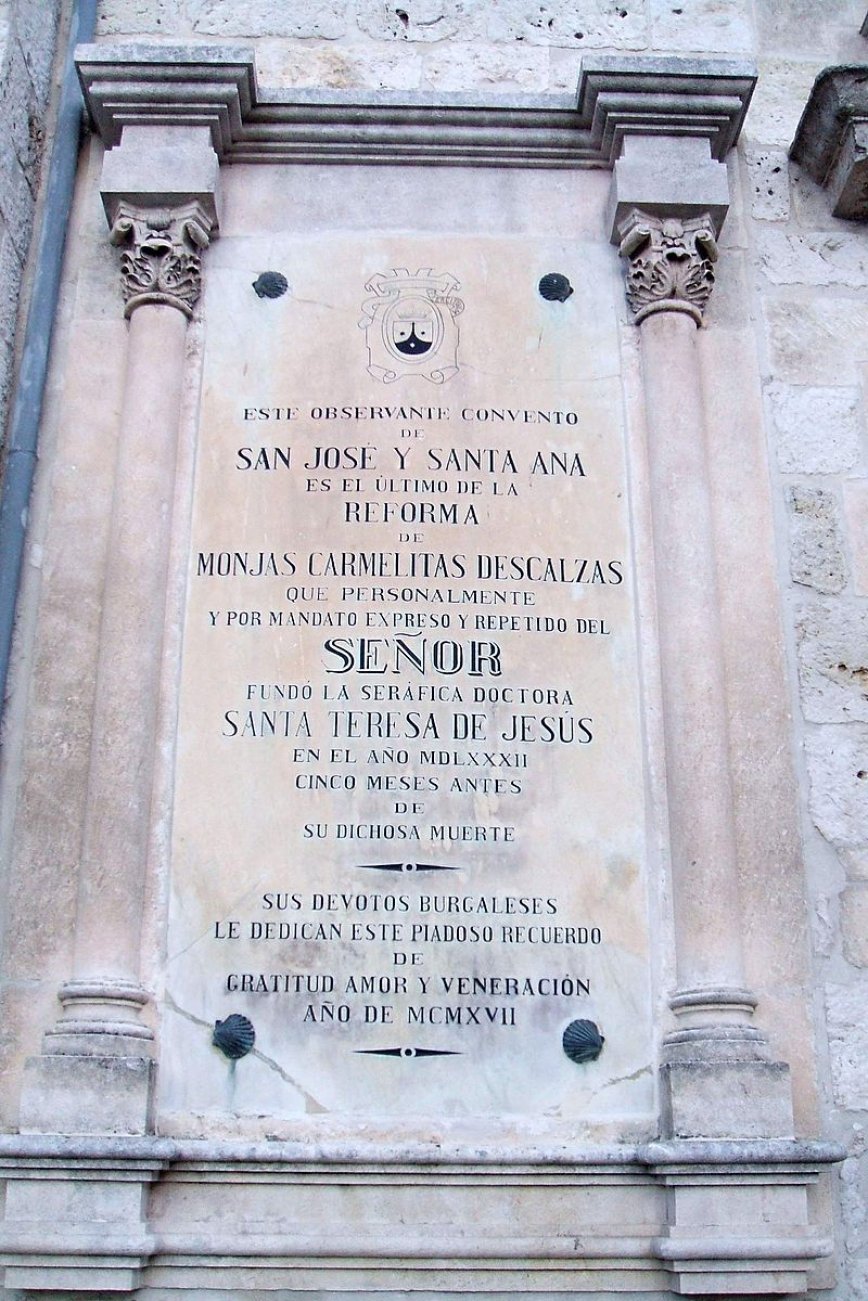 ESTE OBSERVANTE CONVENTO
DE
SAN JOSÉ Y SANTA ANA
ES EL ÚLTIMO DE LA
REFORMA
DE
MONJAS CARMELITAS DESCALZAS
QUE PERSONALMENTE
Y POR MANDATO EXPRESO Y REPETIDO DEL
SEÑOR
FUNDÓ LA SERÁFICA DOCTORA
SANTA TERESA DE JESÚS
EN EL AÑO MDLXXXII
CINCO MESES ANTES
DE
SU DICHOSA MUERTE
SUS DEVOTOS BURGALESES
LE DEDICAN ESTE PIADOSO RECUERDO
DE
GRATITUD AMOR Y VENERACIÓN
AÑO DE MCMXVII